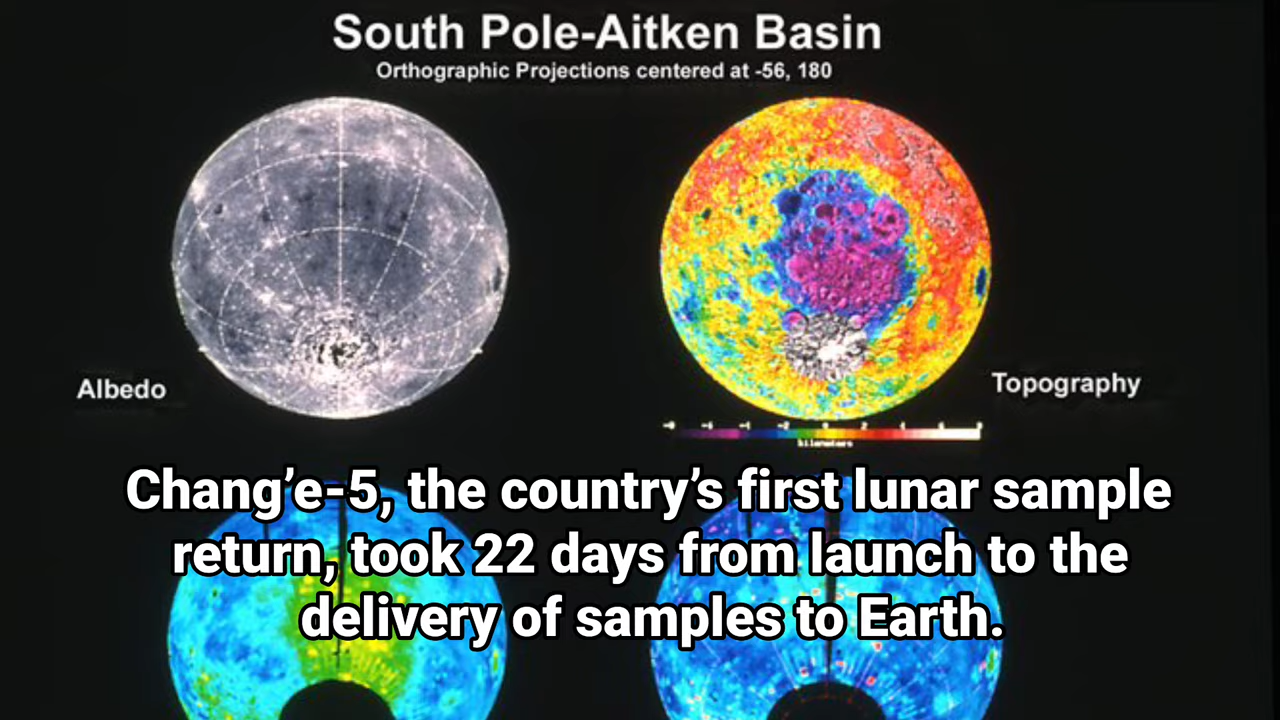 South Pole-Aitken Basin
Orthographic Projections centered at -56, 180
Albedo
Topography
kilometers
Chang’e-5, the country’s first lunar sample
return, took 22 days from launch to the
delivery of samples to Earth.